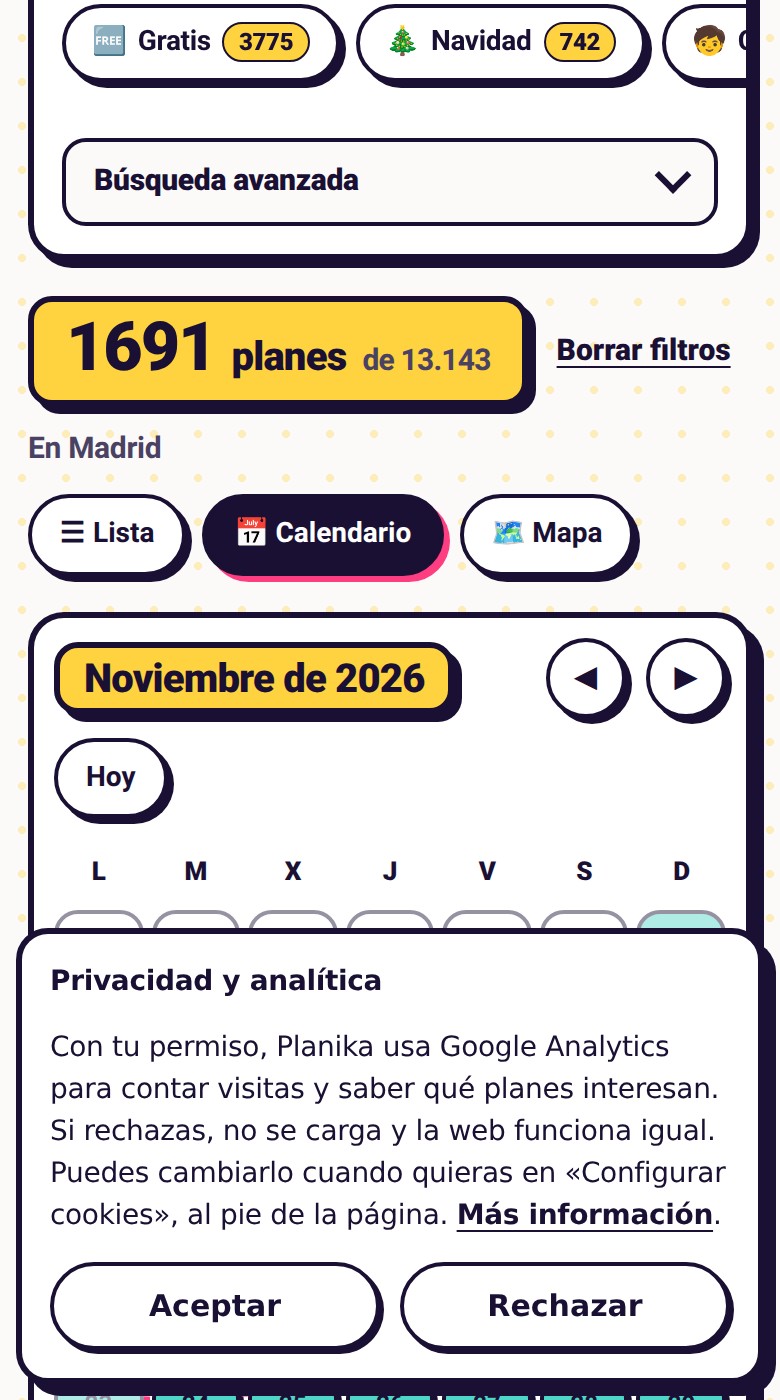 🆓 Gratis 3775 🎄 Navidad 742 🧒
Búsqueda avanzada
1691 planes de 13.143 Borrar filtros
En Madrid
☰ Lista 📅 Calendario 🗺️ Mapa
Noviembre de 2026 ◀ ▶
Hoy
L M X J V S D
Privacidad y analítica
Con tu permiso, Planika usa Google Analytics
para contar visitas y saber qué planes interesan.
Si rechazas, no se carga y la web funciona igual.
Puedes cambiarlo cuando quieras en «Configurar
cookies», al pie de la página. Más información.
Aceptar Rechazar